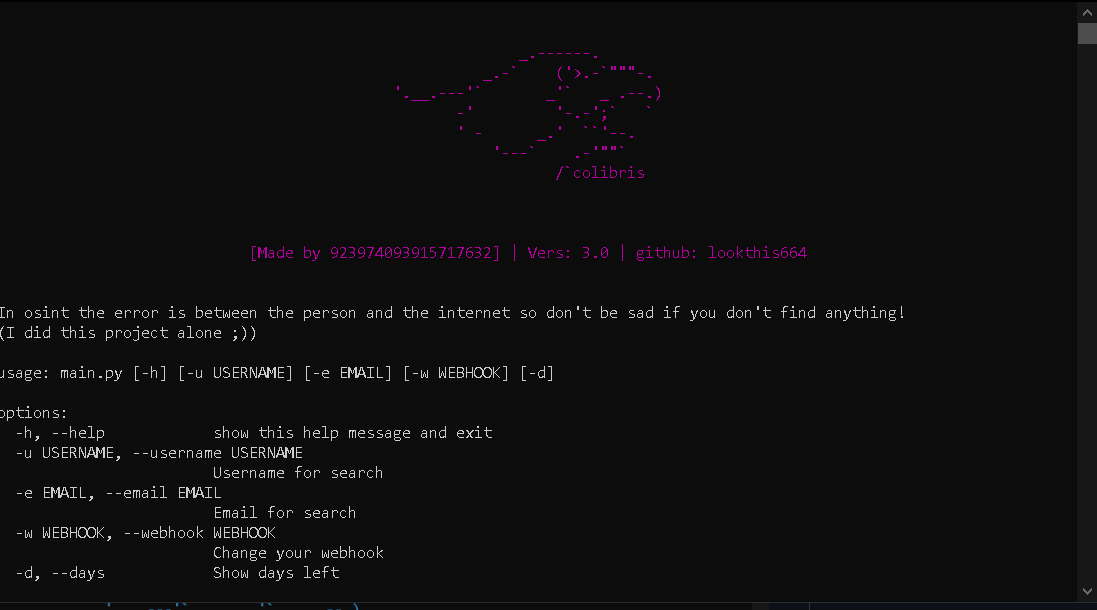 /`colibris
[Made by 923974093915717632] | Vers: 3.0 | github: lookthis664
In osint the error is between the person and the internet so don't be sad if you don't find anything!
(I did this project alone ;))
usage: main.py [-h] [-u USERNAME] [-e EMAIL] [-w WEBHOOK] [-d]
options:
-h, --help show this help message and exit
-u USERNAME, --username USERNAME
Username for search
-e EMAIL, --email EMAIL
Email for search
-w WEBHOOK, --webhook WEBHOOK
Change your webhook
-d, --days Show days left